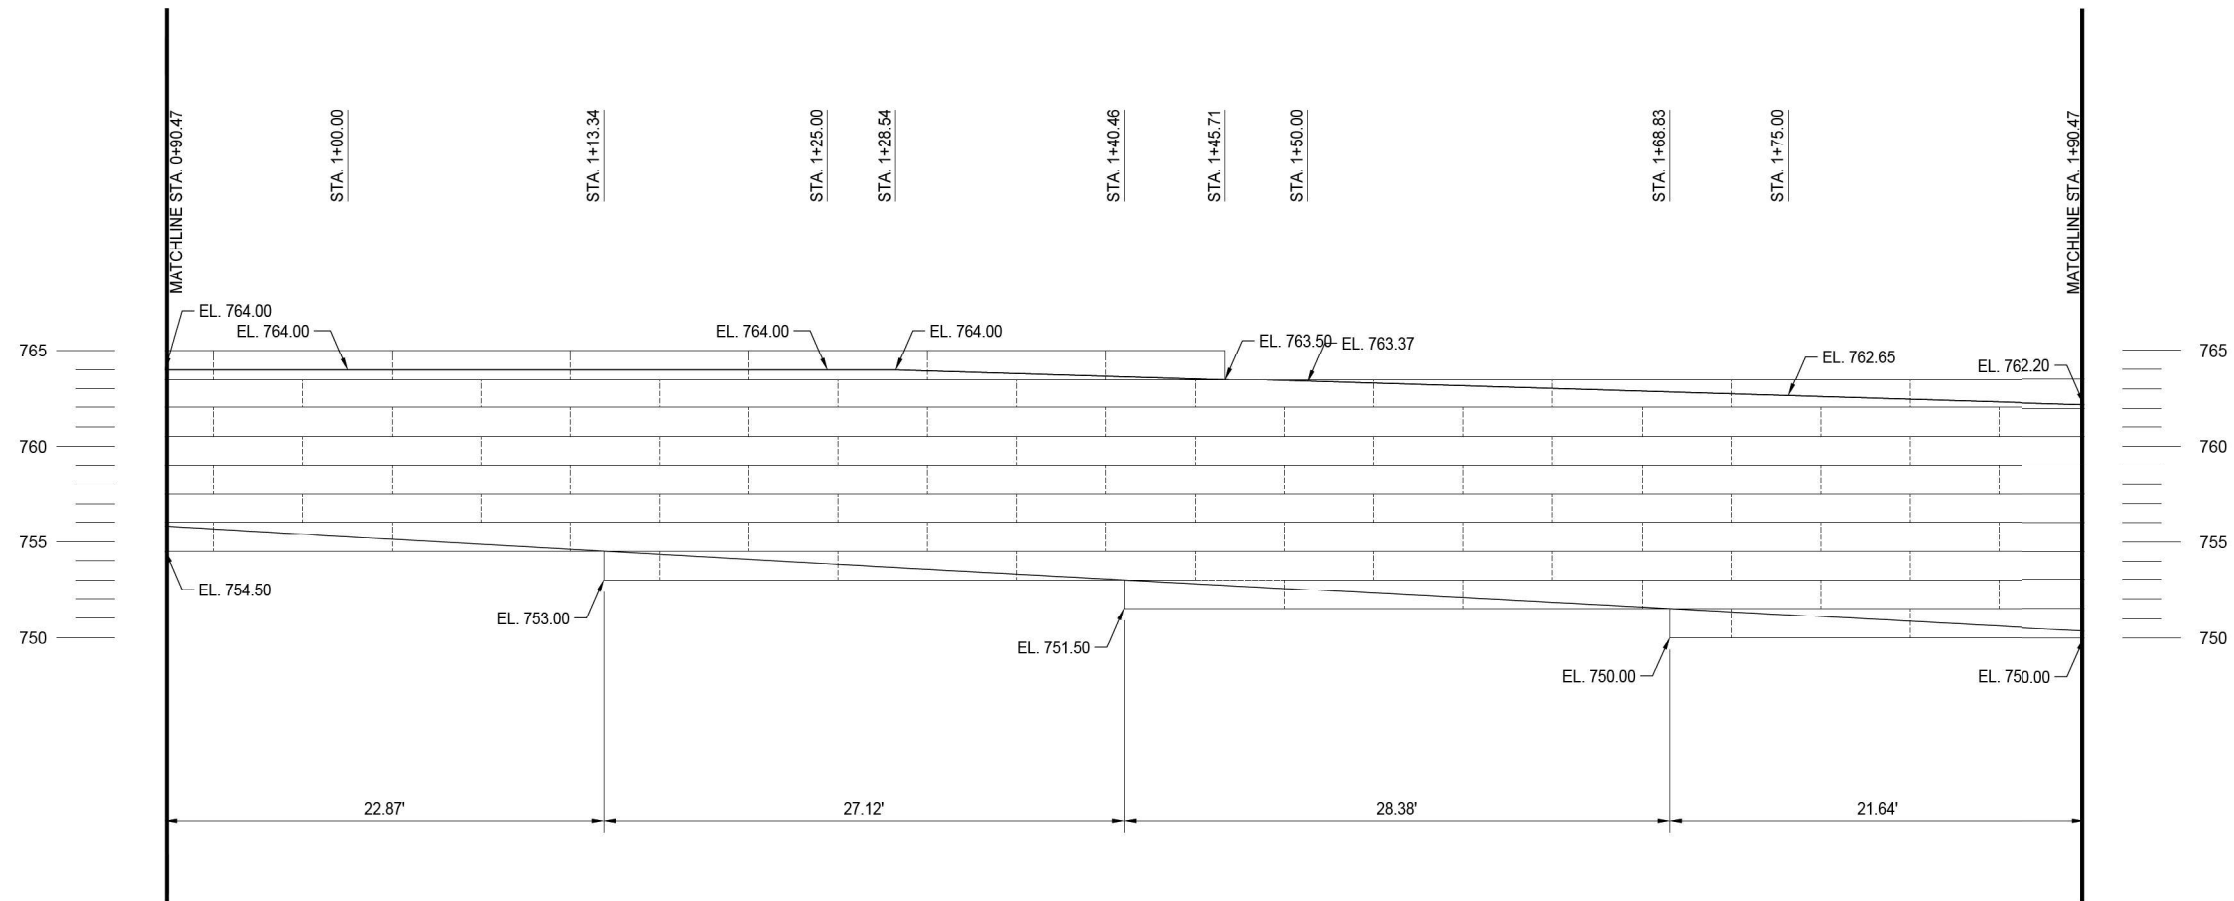 MATCHLINE STA. 0+90.47
STA. 1+00.00
STA. 1+13.34
STA. 1+25.00
STA. 1+28.54
STA. 1+40.46
STA. 1+45.71
STA. 1+50.00
STA. 1+68.83
STA. 1+75.00
MATCHLINE STA. 1+90.47
EL. 764.00
EL. 764.00
EL. 764.00
EL. 764.00
EL. 763.50
EL. 763.37
EL. 762.65
EL. 762.20
765
760
755
750
765
760
755
750
EL. 754.50
EL. 753.00
EL. 751.50
EL. 750.00
EL. 750.00
22.87'
27.12'
28.38'
21.64'